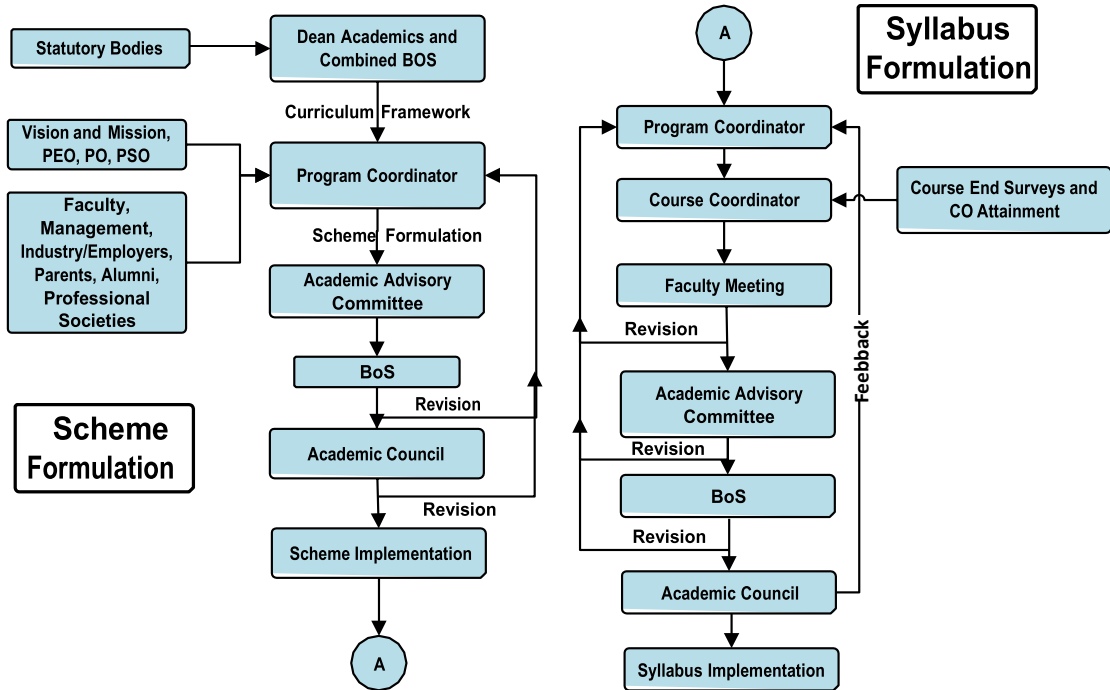 Statutory Bodies
Dean Academics and
Combined BOS
Curriculum Framework
Vision and Mission,
PEO, PO, PSO
Program Coordinator
Faculty,
Management,
Industry/Employers,
Parents, Alumni,
Professional
Societies
Scheme Formulation
Academic Advisory
Committee
BoS
Revision
Scheme
Formulation
Academic Council
Revision
Scheme Implementation
A
A
Syllabus
Formulation
Program Coordinator
Course Coordinator
Course End Surveys and
CO Attainment
Faculty Meeting
Revision
Feebback
Academic Advisory
Committee
Revision
BoS
Revision
Academic Council
Syllabus Implementation